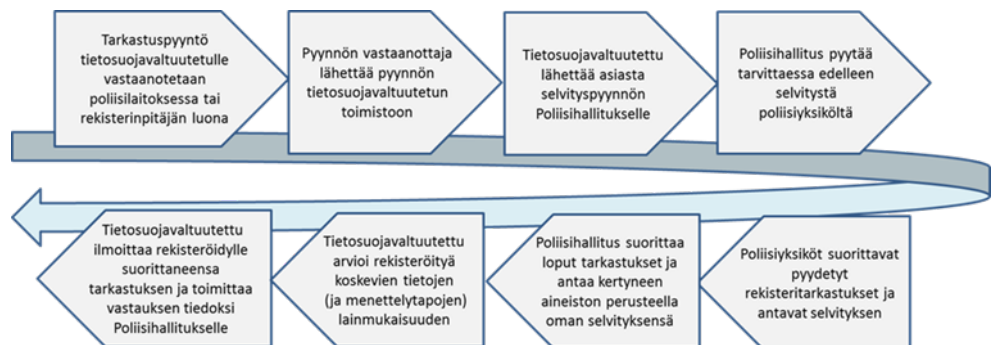 Tarkastuspyyntö
tietosuojavaltuutetulle
vastaanotetaan
poliisilaitoksessa tai
rekisterinpitäjän luona
Pyynnön vastaanottaja
lähettää pyynnön
tietosuojavaltuutetun
toimistoon
Tietosuojavaltuutettu
lähettää asiasta
selvityspyynnön
Poliisihallitukselle
Poliisihallitus pyytää
tarvittaessa edelleen
selvitystä
poliisiyksiköltä
Poliisiyksiköt suorittavat
pyydetyt
rekisteritarkastukset ja
antavat selvityksen
Poliisihallitus suorittaa
loput tarkastukset ja
antaa kertyneen
aineiston perusteella
oman selvityksensä
Tietosuojavaltuutettu
arvioi rekisteröityä
koskevien tietojen
(ja menettelytapojen)
lainmukaisuuden
Tietosuojavaltuutettu
ilmoittaa rekisteröidylle
suorittaneensa
tarkastuksen ja toimittaa
vastauksen tiedoksi
Poliisihallitukselle